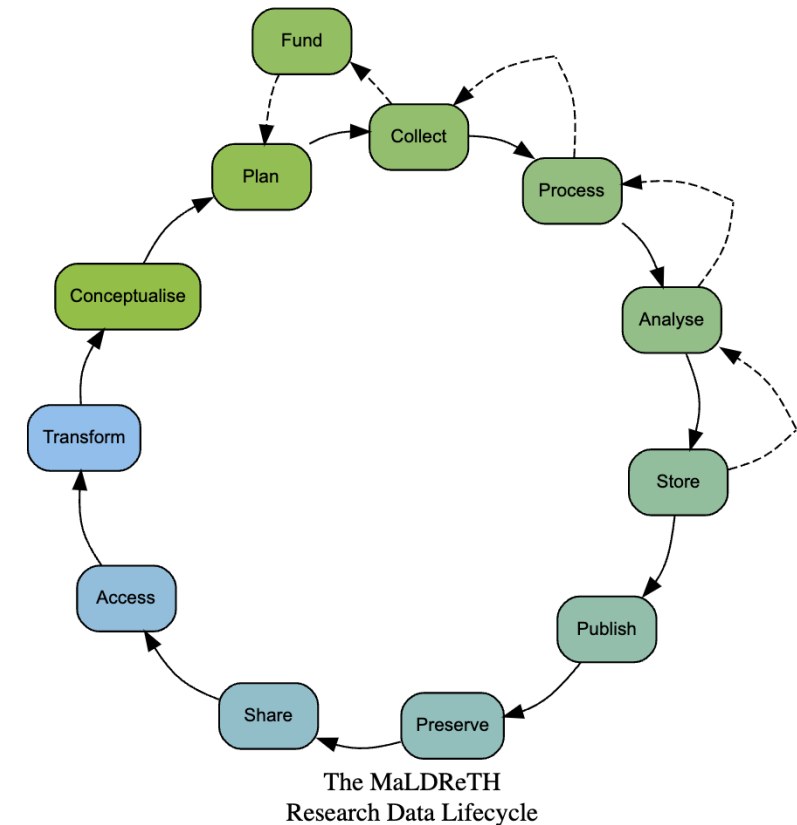 Fund
Collect
Plan
Process
Conceptualise
Analyse
Transform
Store
Access
Publish
Share
Preserve
The MaLDReTH
Research Data Lifecycle